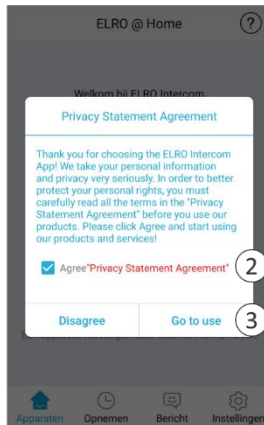 ELRO @ Home ?
Welkom bij ELRO Intercom
Privacy Statement Agreement
Thank you for choosing the ELRO Intercom
App! We take your personal information
and privacy very seriously. In order to better
protect your personal rights, you must
carefully read all the terms in the "Privacy
Statement Agreement" before you use our
products. Please click Agree and start using
our products and services!
Agree"Privacy Statement Agreement" 2
Disagree Go to use 3
Apparaten Opnemen Bericht Instellingen